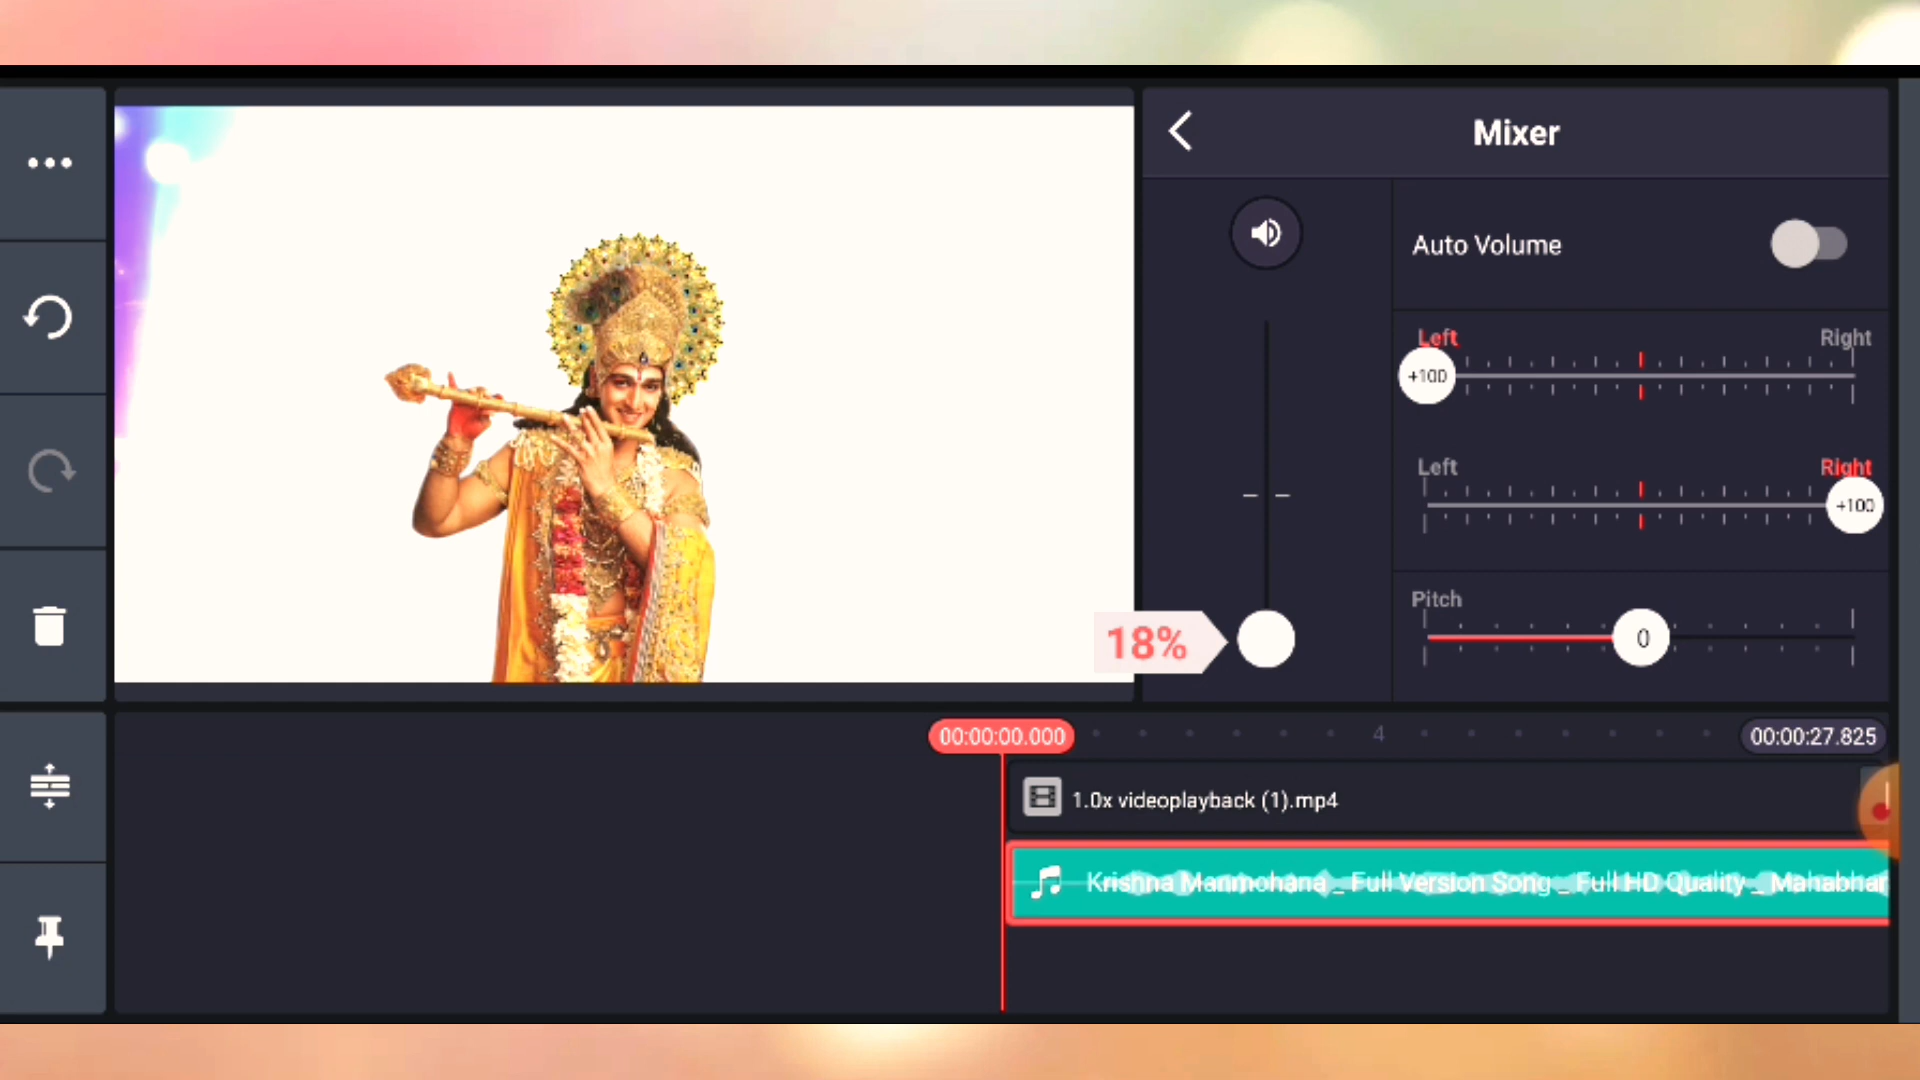 Mixer
Auto Volume
Left Right
+100
Left Right
+100
Pitch
0
18%
00:00:00.000 4 00:00:27.825
1.0x videoplayback (1).mp4
Krishna Manmohana _ Full Version Song _ Full HD Quality _ Mahabhar